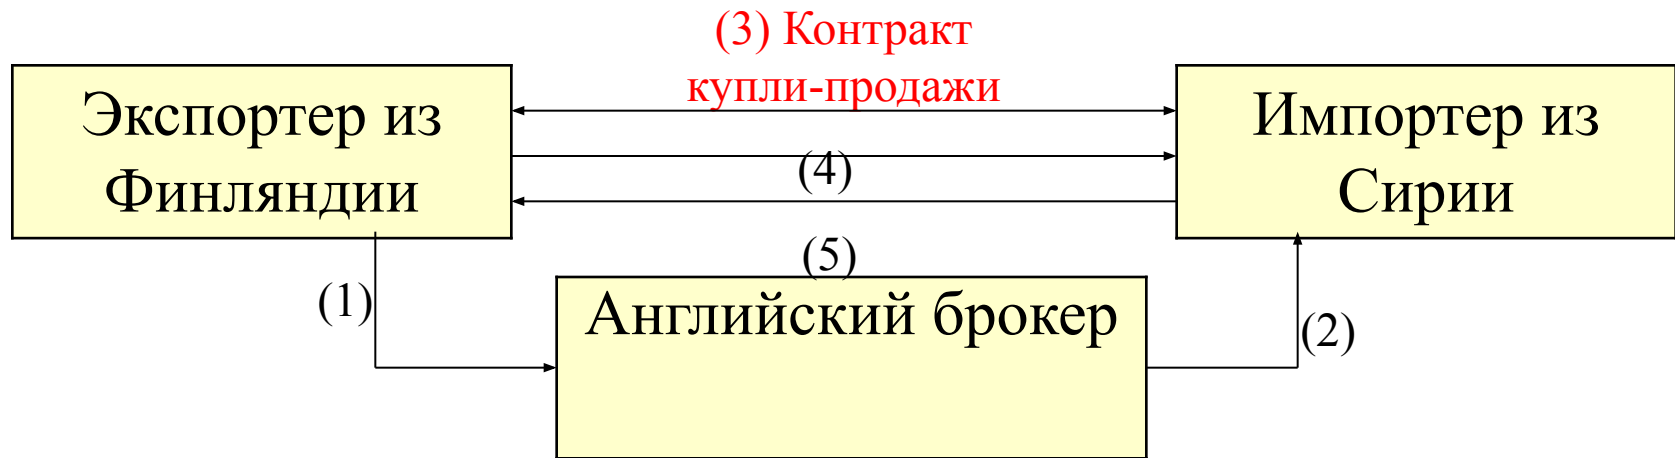 (3) Контракт
купли-продажи
Экспортер из
Финляндии
Импортер из
Сирии
(4)
(5)
(1)
Английский брокер
(2)